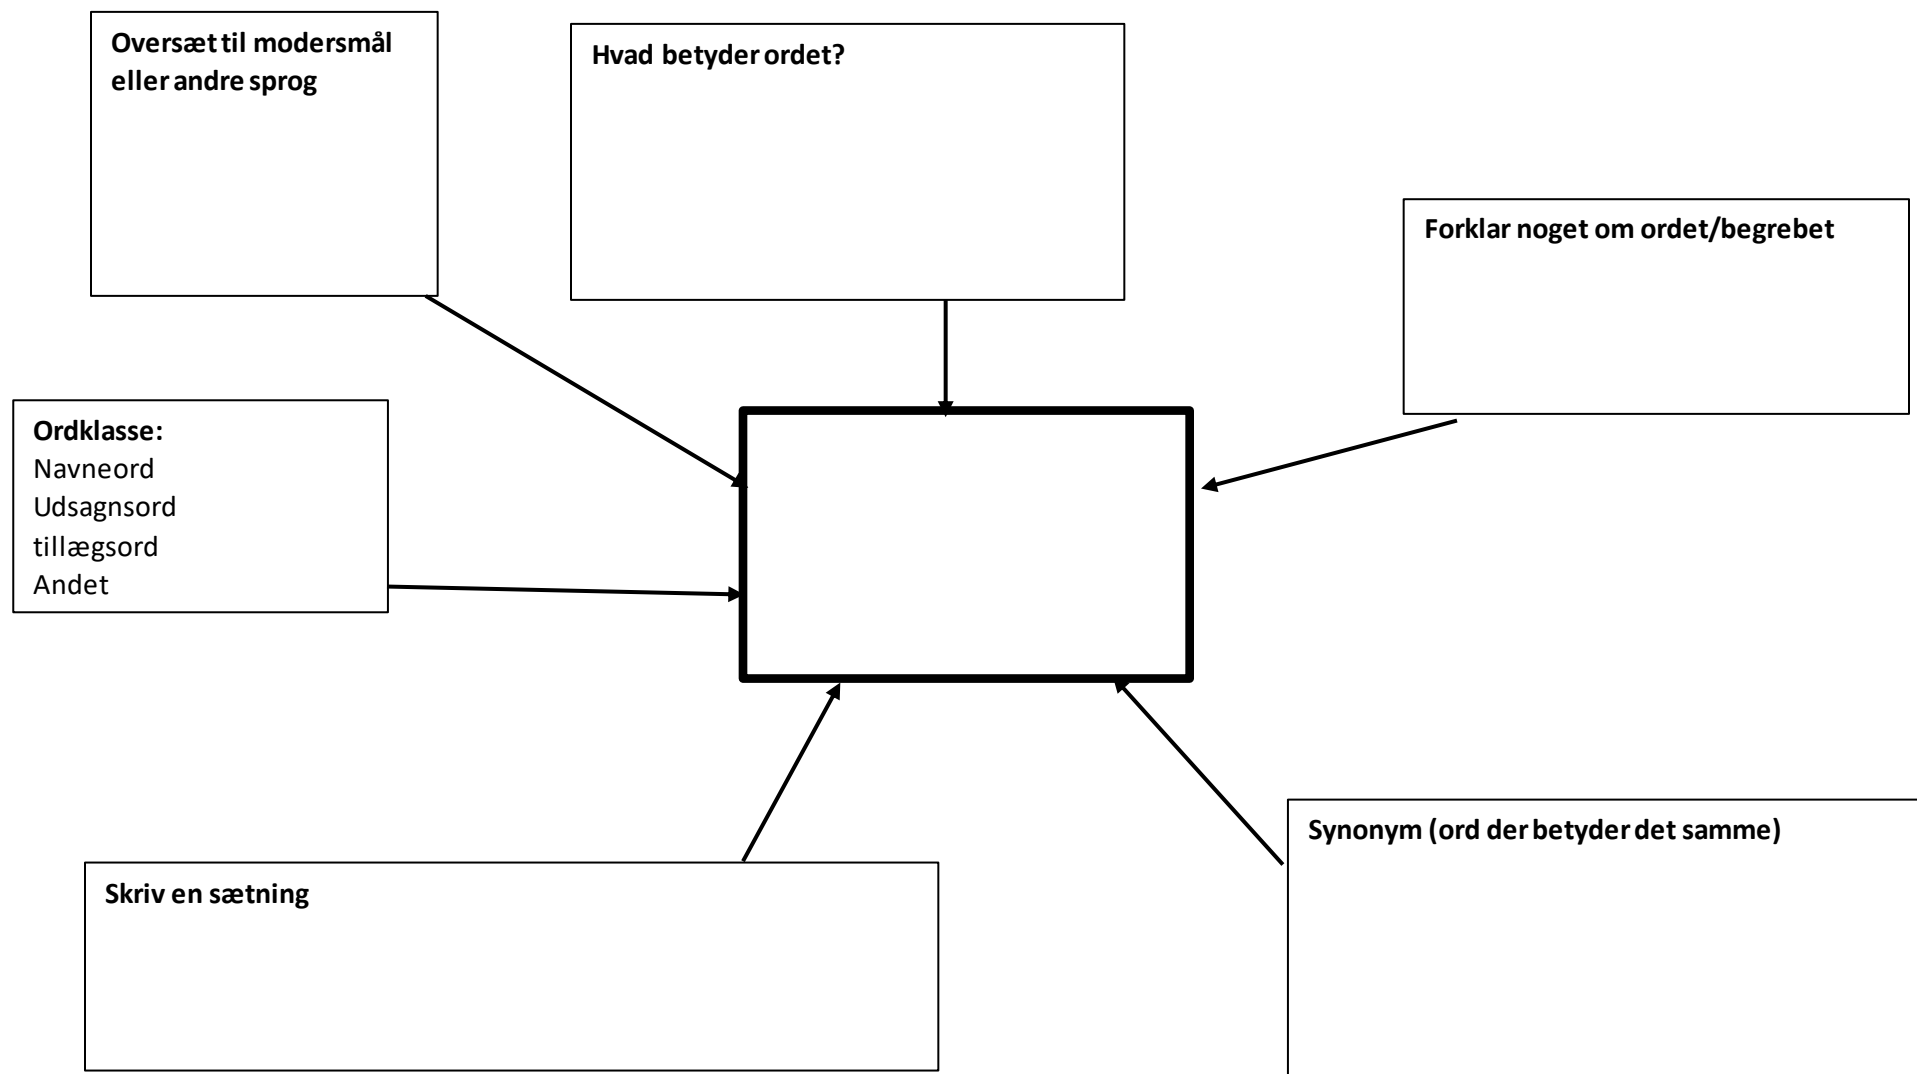 Oversæt til modersmål
eller andre sprog
Hvad betyder ordet?
Forklar noget om ordet/begrebet
Ordklasse:
Navneord
Udsagnsord
tillægsord
Andet
Skriv en sætning
Synonym (ord der betyder det samme)